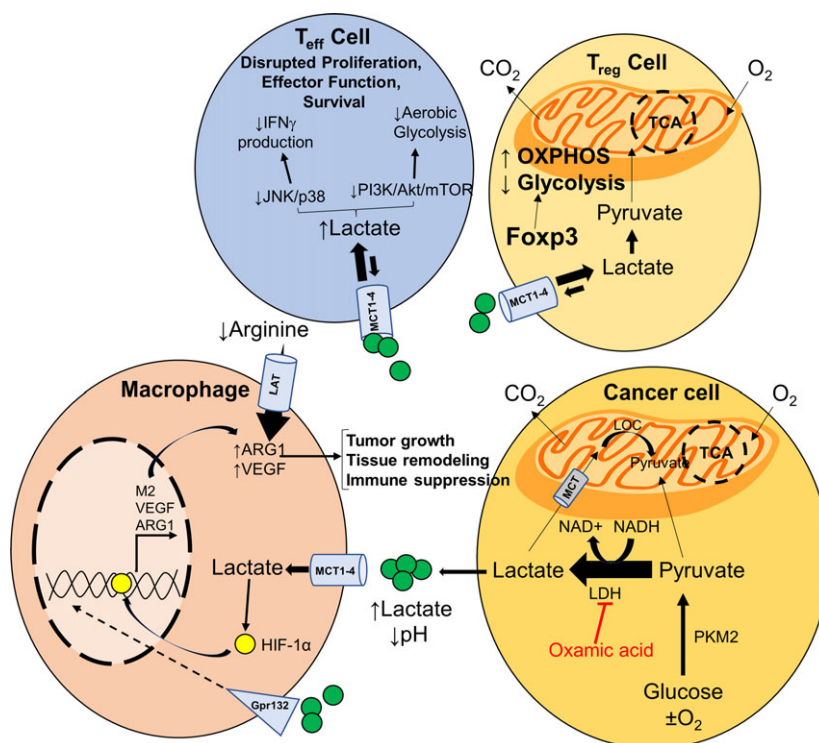 T_eff Cell
Disrupted Proliferation,
Effector Function,
Survival
↓IFNγ
production
↓Aerobic
Glycolysis
↓JNK/p38
↓PI3K/Akt/mTOR
↑Lactate
MCT1-4
T_reg Cell
CO₂
O₂
TCA
↑ OXPHOS
↓ Glycolysis
Pyruvate
Foxp3
Lactate
MCT1-4
↓Arginine
LAT
Macrophage
↑ARG1
↑VEGF
Tumor growth
Tissue remodeling
Immune suppression
M2
VEGF
ARG1
Lactate
MCT1-4
HIF-1α
Gpr132
↑Lactate
↓pH
Cancer cell
CO₂
O₂
LOC
Pyruvate
TCA
MCT
NAD+
NADH
Lactate
Pyruvate
LDH
Oxamic acid
PKM2
Glucose
±O₂